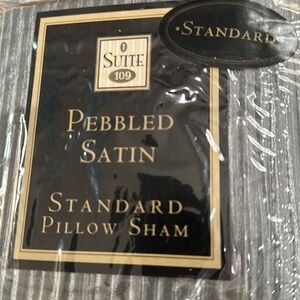 •STANDARD
SUITE
109
PEBBLED
SATIN
STANDARD
PILLOW SHAM